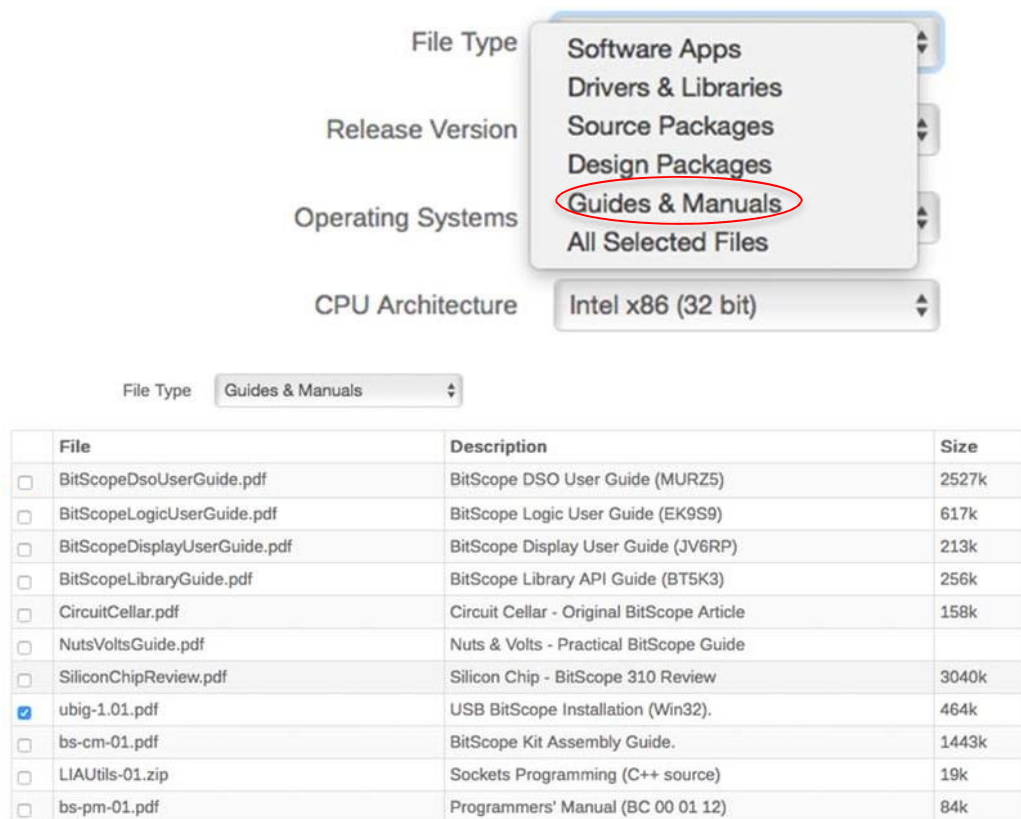 File Type
Software Apps
Drivers & Libraries
Release Version
Source Packages
Design Packages
Operating Systems
Guides & Manuals
All Selected Files
CPU Architecture Intel x86 (32 bit)
File Type Guides & Manuals
File Description Size
BitScopeDsoUserGuide.pdf BitScope DSO User Guide (MURZ5) 2527k
BitScopeLogicUserGuide.pdf BitScope Logic User Guide (EK9S9) 617k
BitScopeDisplayUserGuide.pdf BitScope Display User Guide (JV6RP) 213k
BitScopeLibraryGuide.pdf BitScope Library API Guide (BT5K3) 256k
CircuitCellar.pdf Circuit Cellar - Original BitScope Article 158k
NutsVoltsGuide.pdf Nuts & Volts - Practical BitScope Guide
SiliconChipReview.pdf Silicon Chip - BitScope 310 Review 3040k
ubig-1.01.pdf USB BitScope Installation (Win32). 464k
bs-cm-01.pdf BitScope Kit Assembly Guide. 1443k
LIAUtils-01.zip Sockets Programming (C++ source) 19k
bs-pm-01.pdf Programmers' Manual (BC 00 01 12) 84k